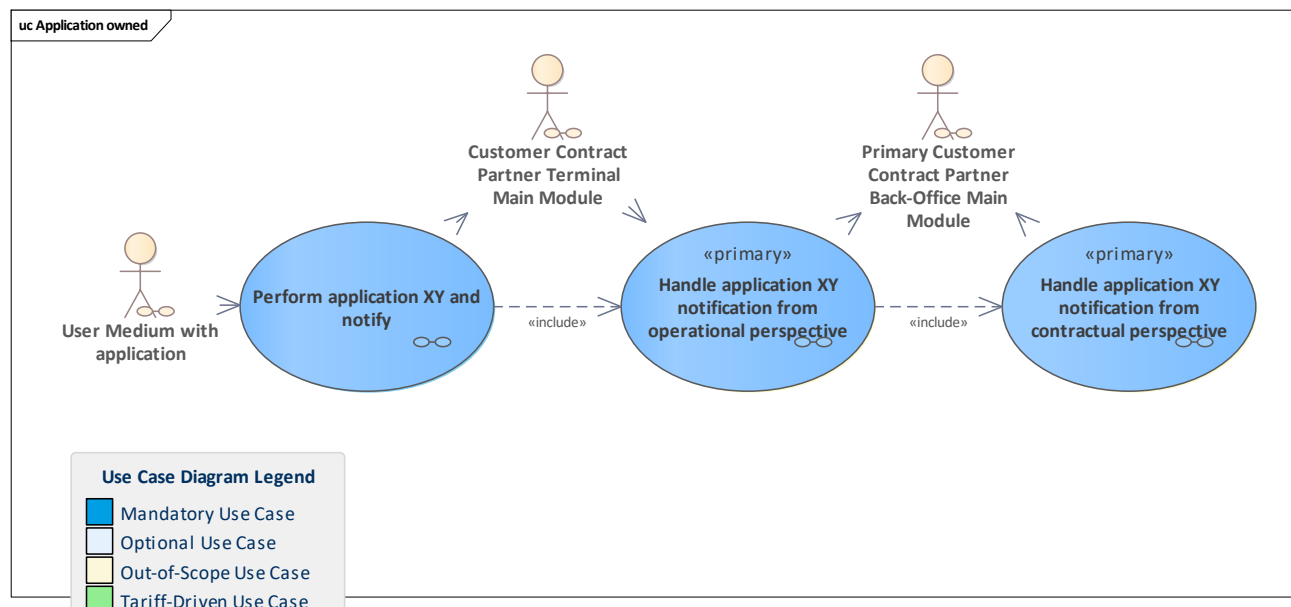 uc Application owned
Customer Contract
Partner Terminal
Main Module
Primary Customer
Contract Partner
Back-Office Main
Module
User Medium with
application
Perform application XY and
notify
«include»
«primary»
Handle application XY
notification from
operational perspective
«include»
«primary»
Handle application XY
notification from
contractual perspective
Use Case Diagram Legend
Mandatory Use Case
Optional Use Case
Out-of-Scope Use Case
Tariff-Driven Use Case